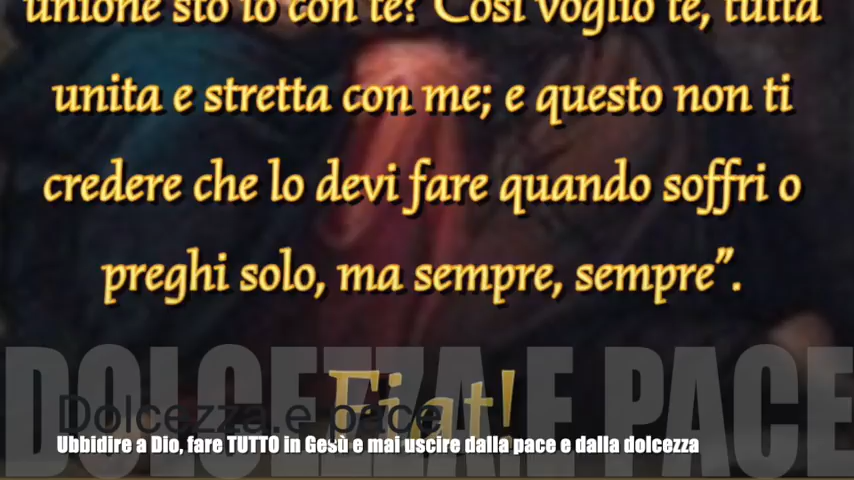 unione sto io con te? Così voglio te, tutta
unita e stretta con me; e questo non ti
credere che lo devi fare quando soffri o
preghi solo, ma sempre, sempre”.
Fiat!
DOLCEZZA E PACE
Dolcezza.e pace
Ubbidire a Dio, fare TUTTO in Gesù e mai uscire dalla pace e dalla dolcezza